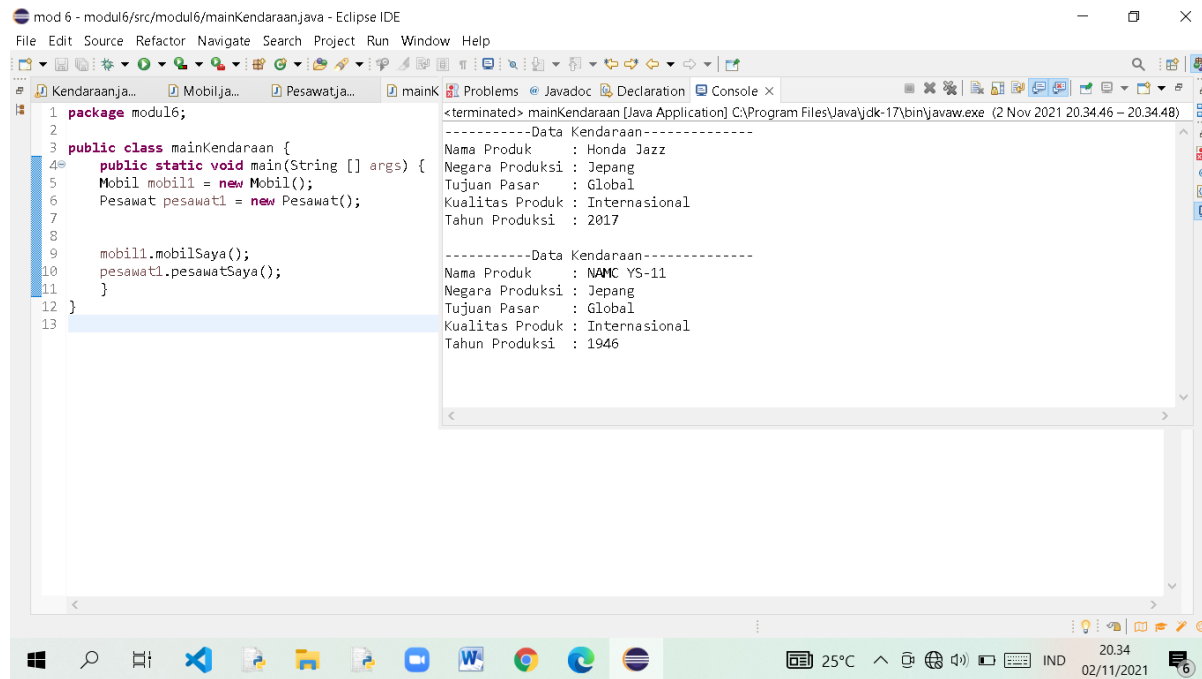 mod 6 - modul6/src/modul6/mainKendaraan.java - Eclipse IDE
File Edit Source Refactor Navigate Search Project Run Window Help
Kendaraan.ja... Mobil.ja... Pesawat.ja... mainK
1 package modul6;
2
3 public class mainKendaraan {
4 public static void main(String [] args) {
5 Mobil mobil1 = new Mobil();
6 Pesawat pesawat1 = new Pesawat();
7
8
9 mobil1.mobilSaya();
10 pesawat1.pesawatSaya();
11 }
12 }
13
Problems Javadoc Declaration Console
<terminated> mainKendaraan [Java Application] C:\Program Files\Java\jdk-17\bin\javaw.exe (2 Nov 2021 20.34.46 – 20.34.48)
-----------Data Kendaraan--------------
Nama Produk : Honda Jazz
Negara Produksi : Jepang
Tujuan Pasar : Global
Kualitas Produk : Internasional
Tahun Produksi : 2017
-----------Data Kendaraan--------------
Nama Produk : NAMC YS-11
Negara Produksi : Jepang
Tujuan Pasar : Global
Kualitas Produk : Internasional
Tahun Produksi : 1946
25°C
IND
20.34
02/11/2021
6